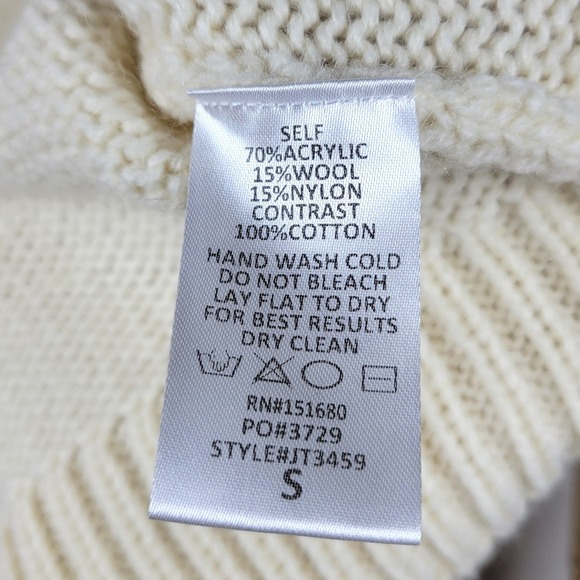 SELF
70%ACRYLIC
15%WOOL
15%NYLON
CONTRAST
100%COTTON
HAND WASH COLD
DO NOT BLEACH
LAY FLAT TO DRY
FOR BEST RESULTS
DRY CLEAN
RN#151680
PO#3729
STYLE#JT3459
S